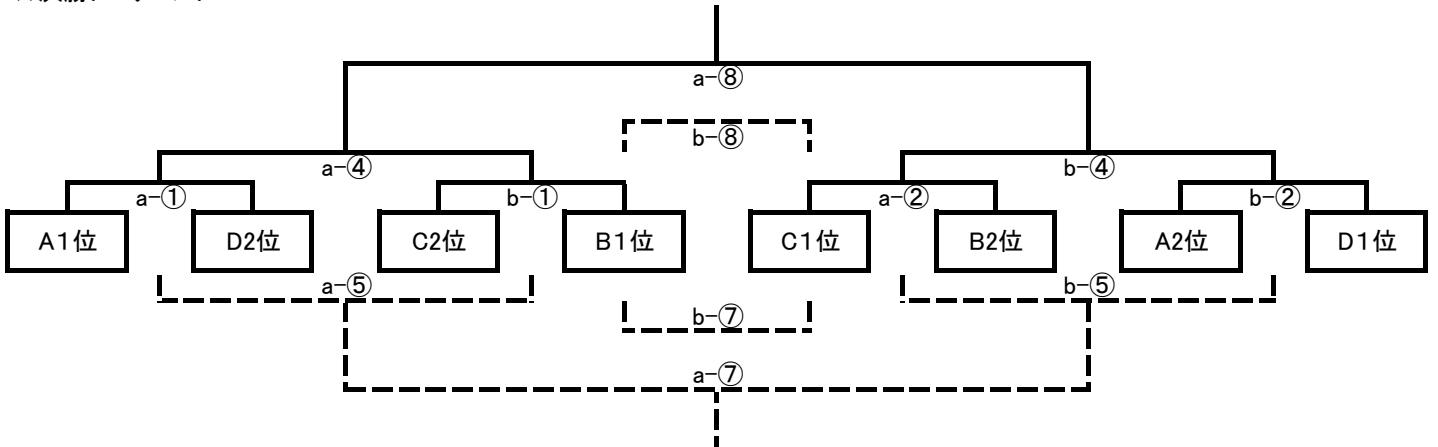 a-⑧
b-⑧
a-④ b-④
a-① b-① a-② b-②
A1位 D2位 C2位 B1位 C1位 B2位 A2位 D1位
a-⑤ b-⑤
b-⑦
a-⑦